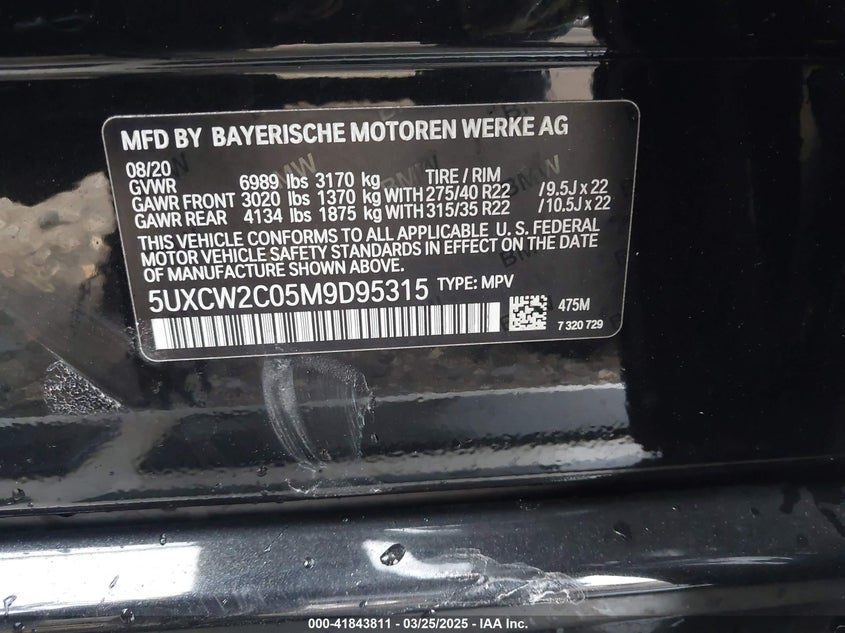 MFD BY BAYERISCHE MOTOREN WERKE AG
08/20
GVWR 6989 lbs 3170 kg TIRE / RIM
GAWR FRONT 3020 lbs 1370 kg WITH 275/40 R22 / 9.5J x 22
GAWR REAR 4134 lbs 1875 kg WITH 315/35 R22 / 10.5J x 22
THIS VEHICLE CONFORMS TO ALL APPLICABLE U. S. FEDERAL
MOTOR VEHICLE SAFETY STANDARDS IN EFFECT ON THE DATE
OF MANUFACTURE SHOWN ABOVE.
5UXCW2C05M9D95315 TYPE: MPV
475M
7 320 729
000-41843811 - 03/25/2025 - IAA Inc.